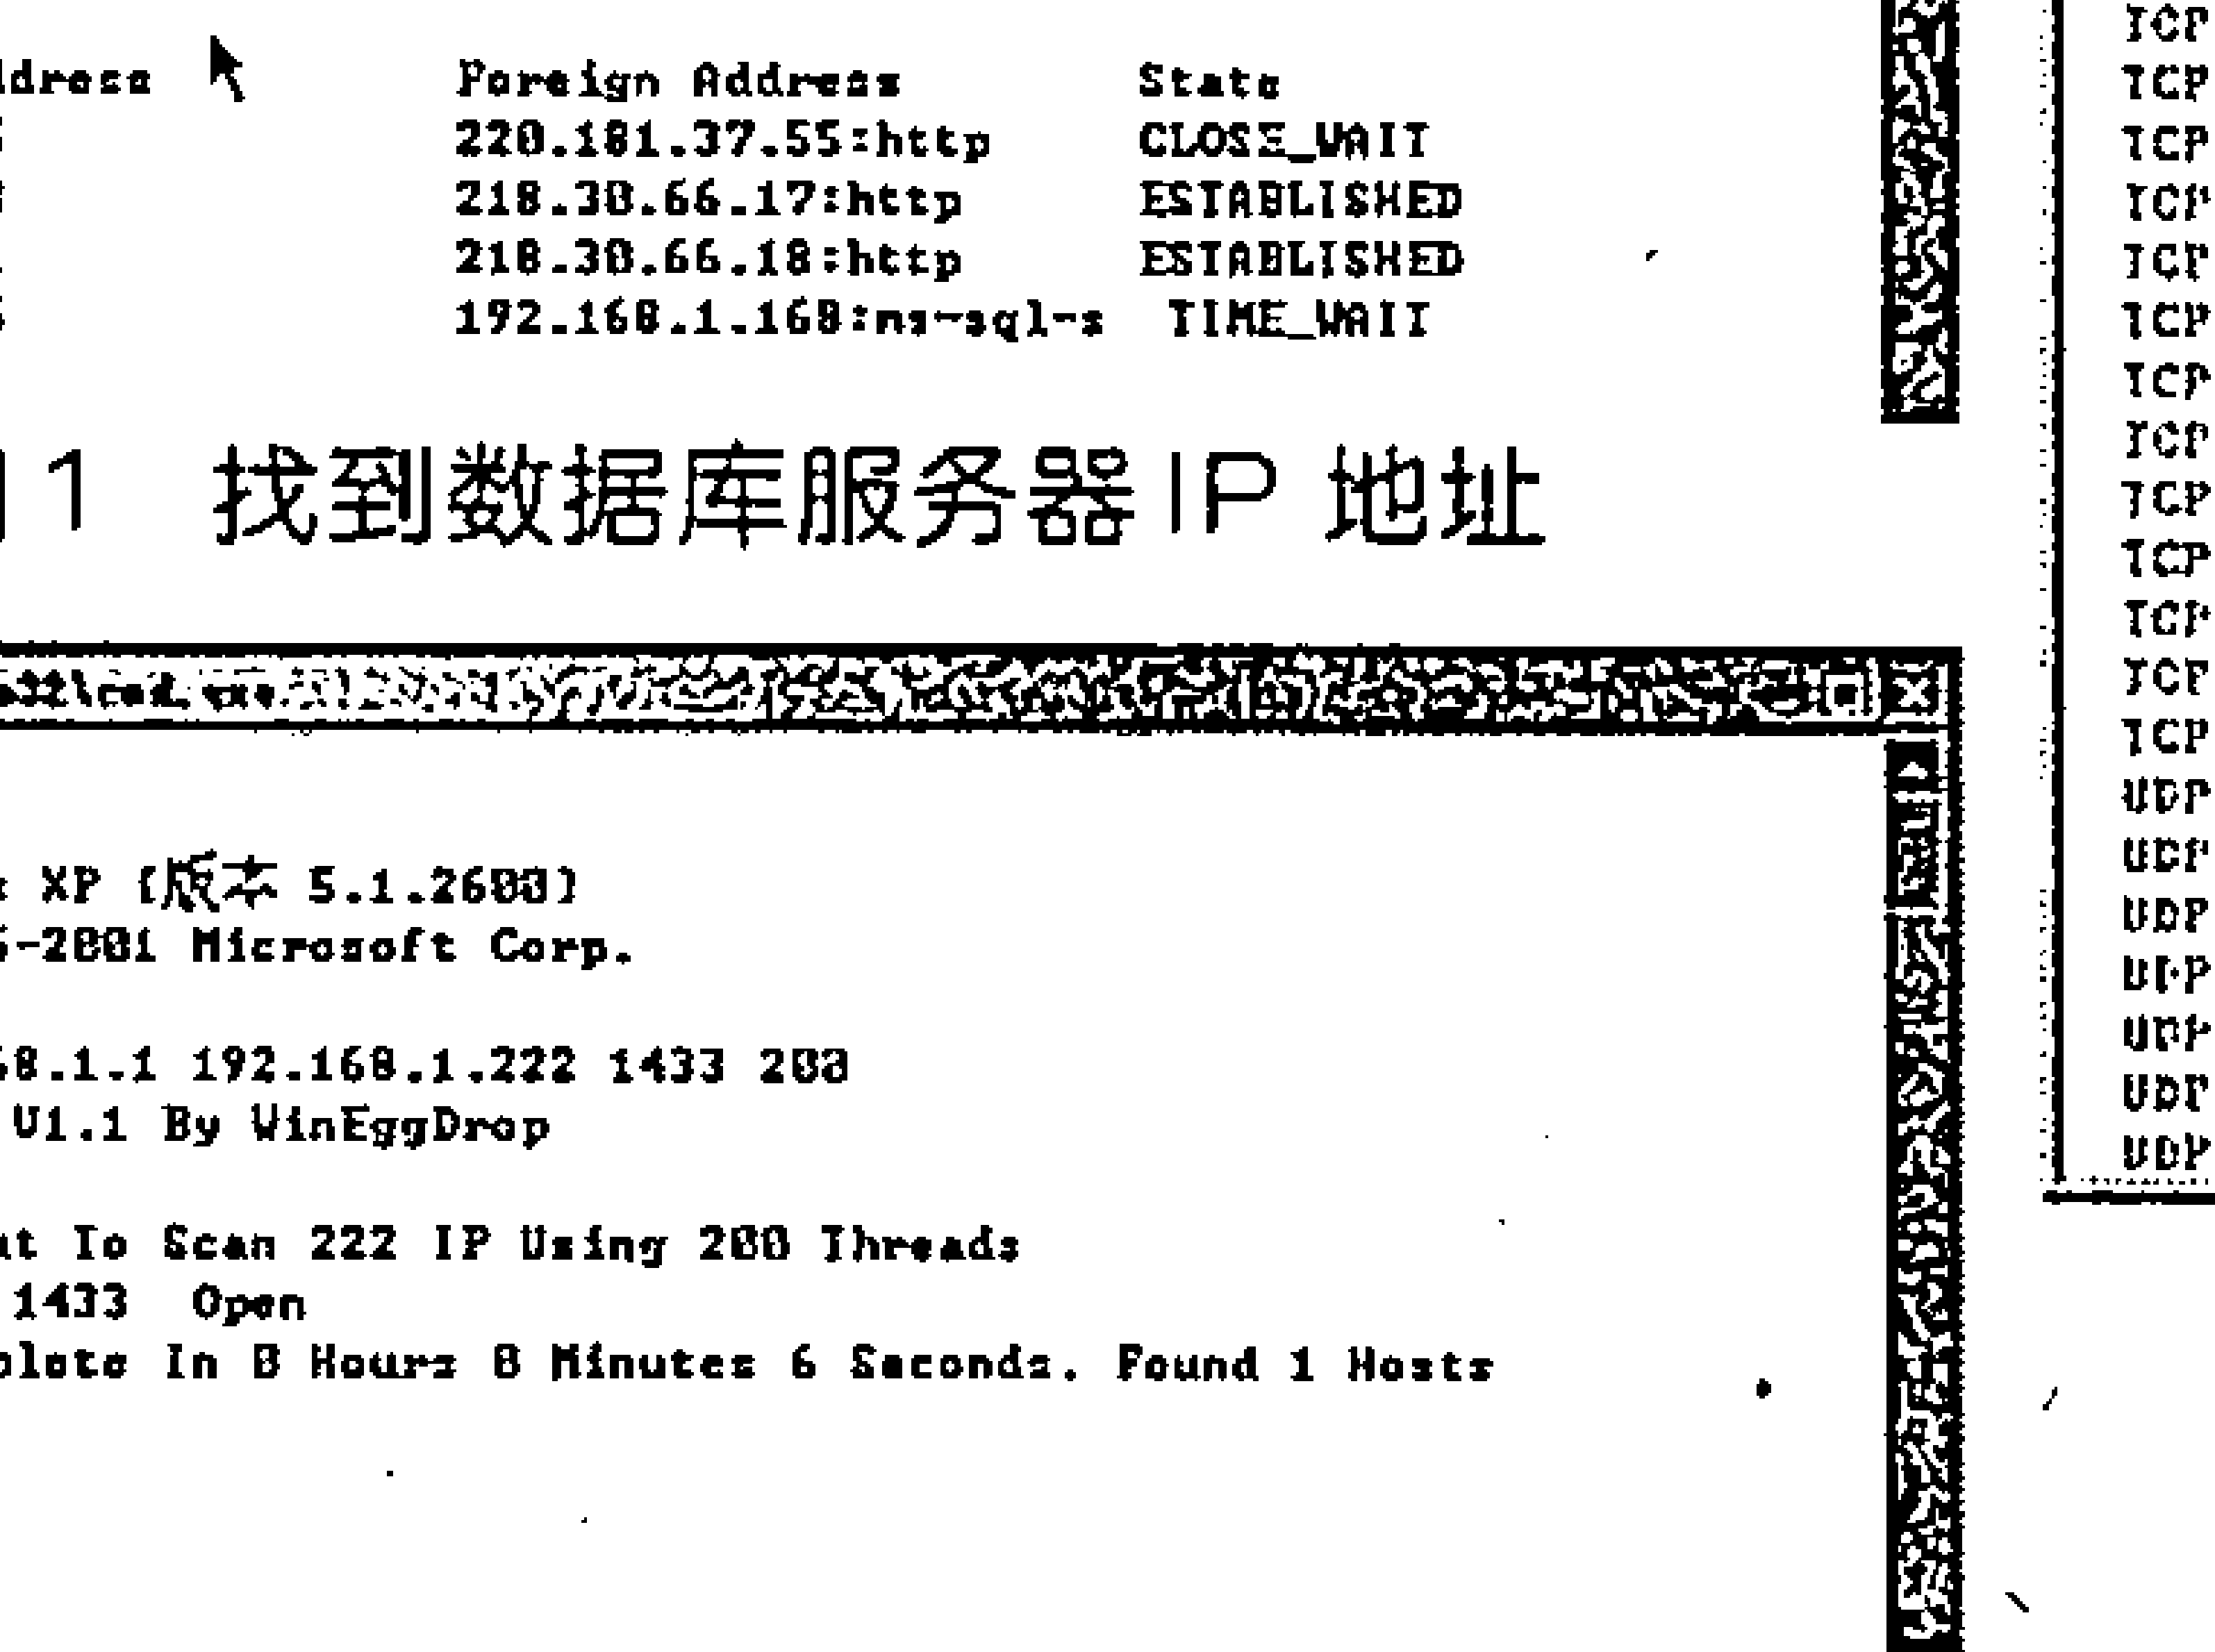 ddress Foreign Address State
220.181.37.55:http CLOSE_WAIT
218.30.66.17:http ESTABLISHED
218.30.66.18:http ESTABLISHED
192.168.1.168:ms-sql-s TIME_WAIT
1 找到数据库服务器IP 地址
32\cmd.exe
XP [版本 5.1.2600]
-2001 Microsoft Corp.
68.1.1 192.168.1.222 1433 200
V1.1 By WinEggDrop
ut To Scan 222 IP Using 200 Threads
1433 Open
plete In 0 Hours 0 Minutes 6 Seconds. Found 1 Hosts
TCP
TCP
TCP
TCP
TCP
TCP
TCP
TCP
TCP
TCP
TCP
TCP
TCP
UDP
UDP
UDP
UDP
UDP
UDP
UDP